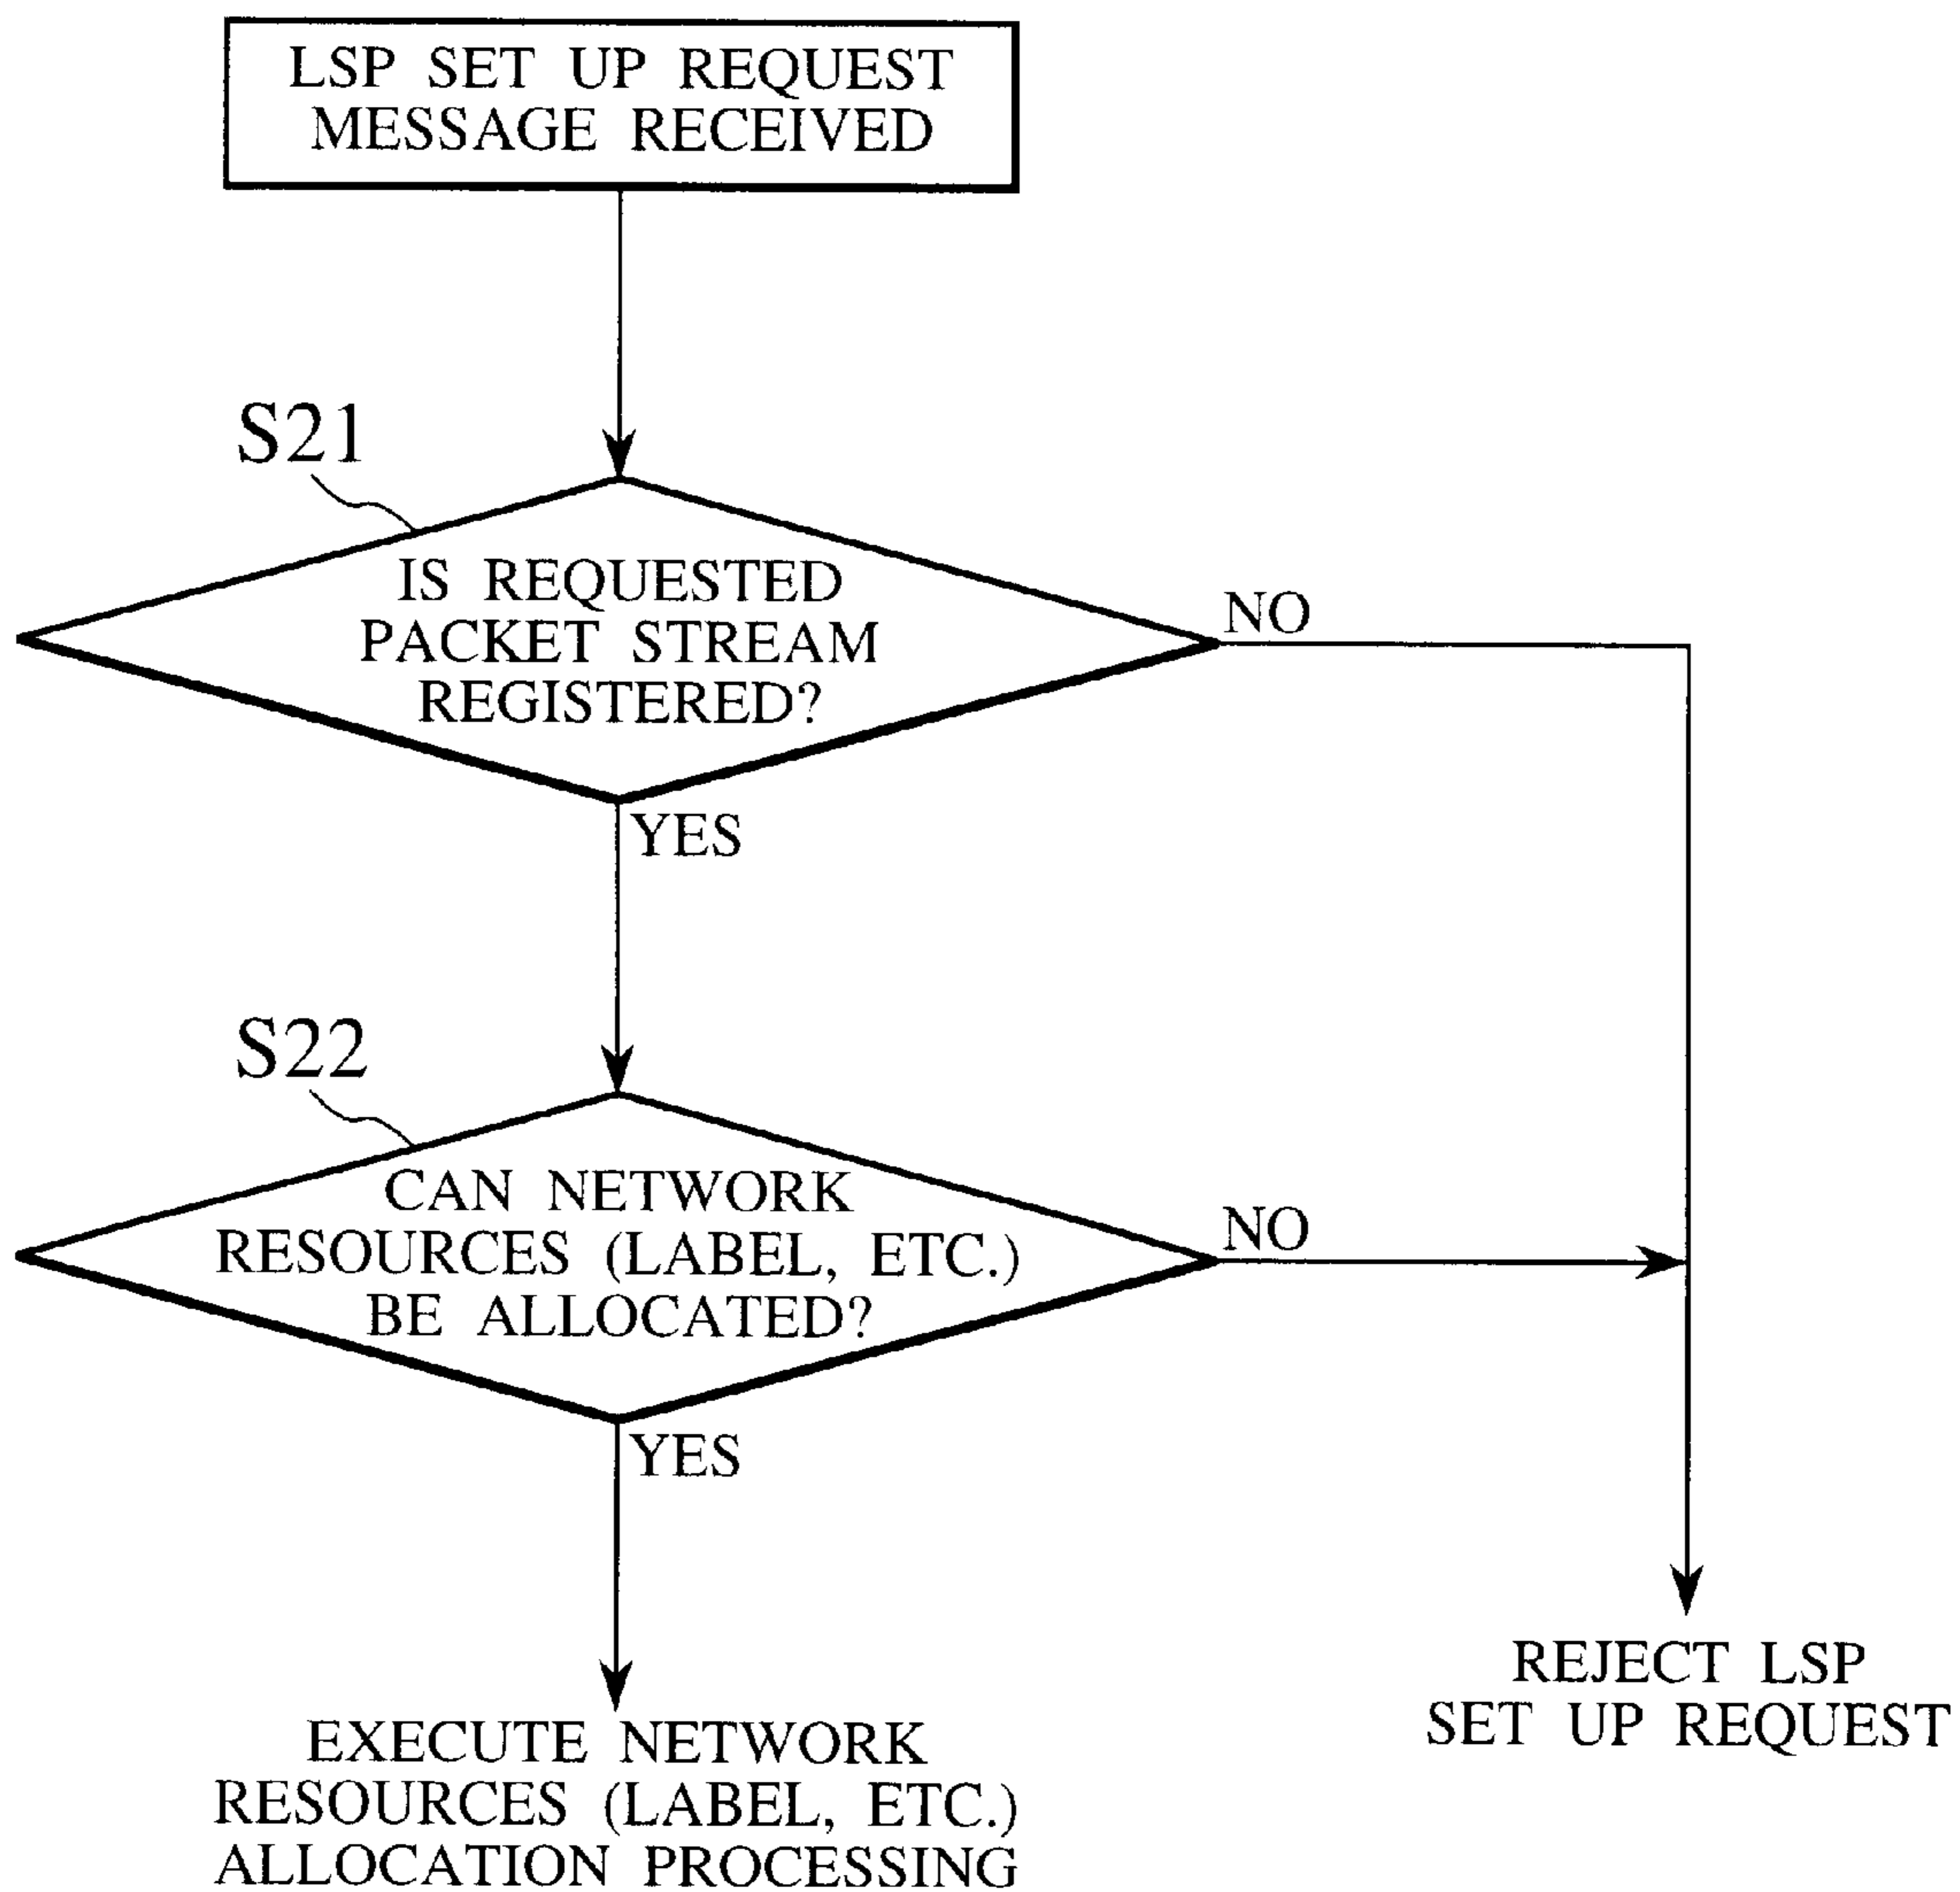 LSP SET UP REQUEST
MESSAGE RECEIVED
S21
IS REQUESTED
PACKET STREAM
REGISTERED?
NO
YES
S22
CAN NETWORK
RESOURCES (LABEL, ETC.)
BE ALLOCATED?
NO
YES
REJECT LSP
SET UP REQUEST
EXECUTE NETWORK
RESOURCES (LABEL, ETC.)
ALLOCATION PROCESSING